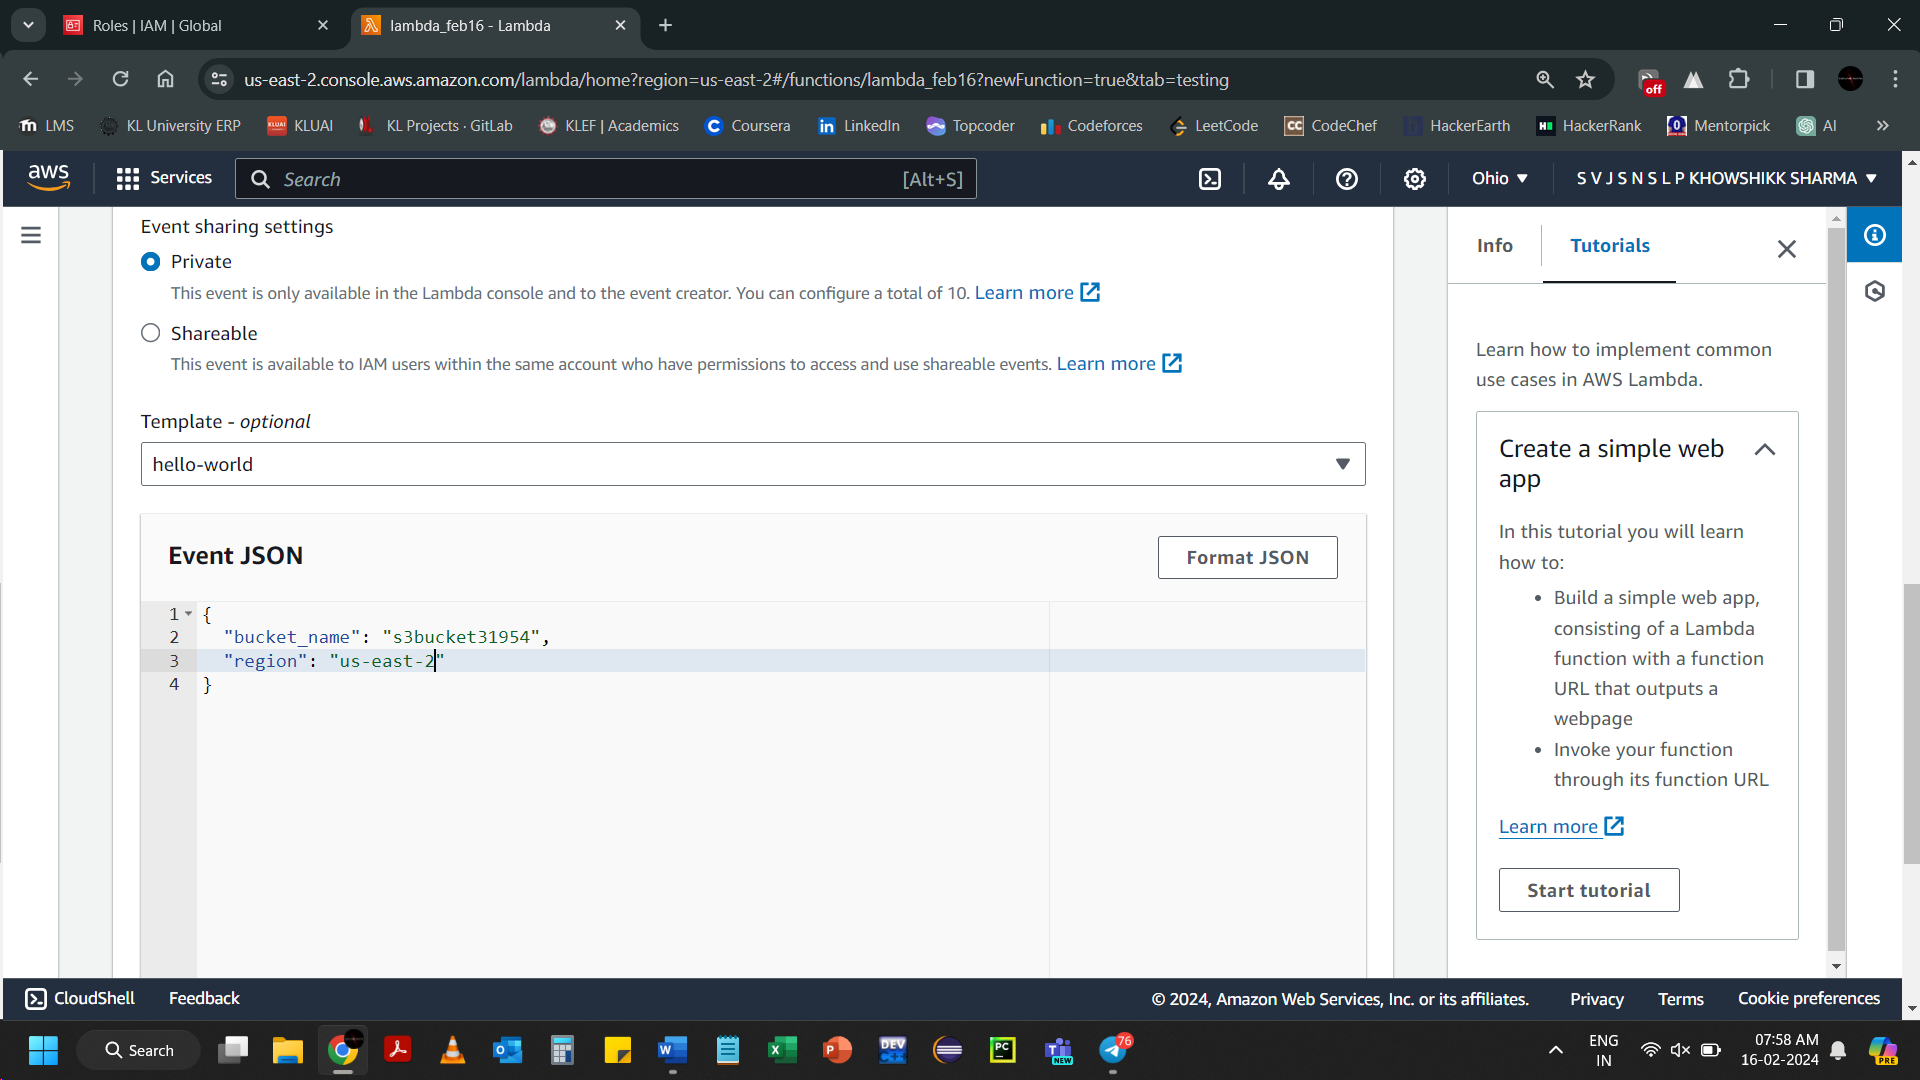 Roles | IAM | Global
lambda_feb16 - Lambda
us-east-2.console.aws.amazon.com/lambda/home?region=us-east-2#/functions/lambda_feb16?newFunction=true&tab=testing
off
LMS
KL University ERP
KLUAI
KL Projects · GitLab
KLEF | Academics
Coursera
LinkedIn
Topcoder
Codeforces
LeetCode
CodeChef
HackerEarth
HackerRank
Mentorpick
AI
aws
Services
Search
[Alt+S]
Ohio
S V J S N S L P KHOWSHIKK SHARMA
Event sharing settings
Private
This event is only available in the Lambda console and to the event creator. You can configure a total of 10. Learn more
Shareable
This event is available to IAM users within the same account who have permissions to access and use shareable events. Learn more
Template - optional
hello-world
Event JSON
Format JSON
1 {
2 "bucket_name": "s3bucket31954",
3 "region": "us-east-2"
4 }
Info
Tutorials
Learn how to implement common
use cases in AWS Lambda.
Create a simple web
app
In this tutorial you will learn
how to:
• Build a simple web app,
consisting of a Lambda
function with a function
URL that outputs a
webpage
• Invoke your function
through its function URL
Learn more
Start tutorial
CloudShell
Feedback
© 2024, Amazon Web Services, Inc. or its affiliates.
Privacy
Terms
Cookie preferences
Search
DEV
PC
NEW
76
ENG
IN
07:58 AM
16-02-2024
PRE